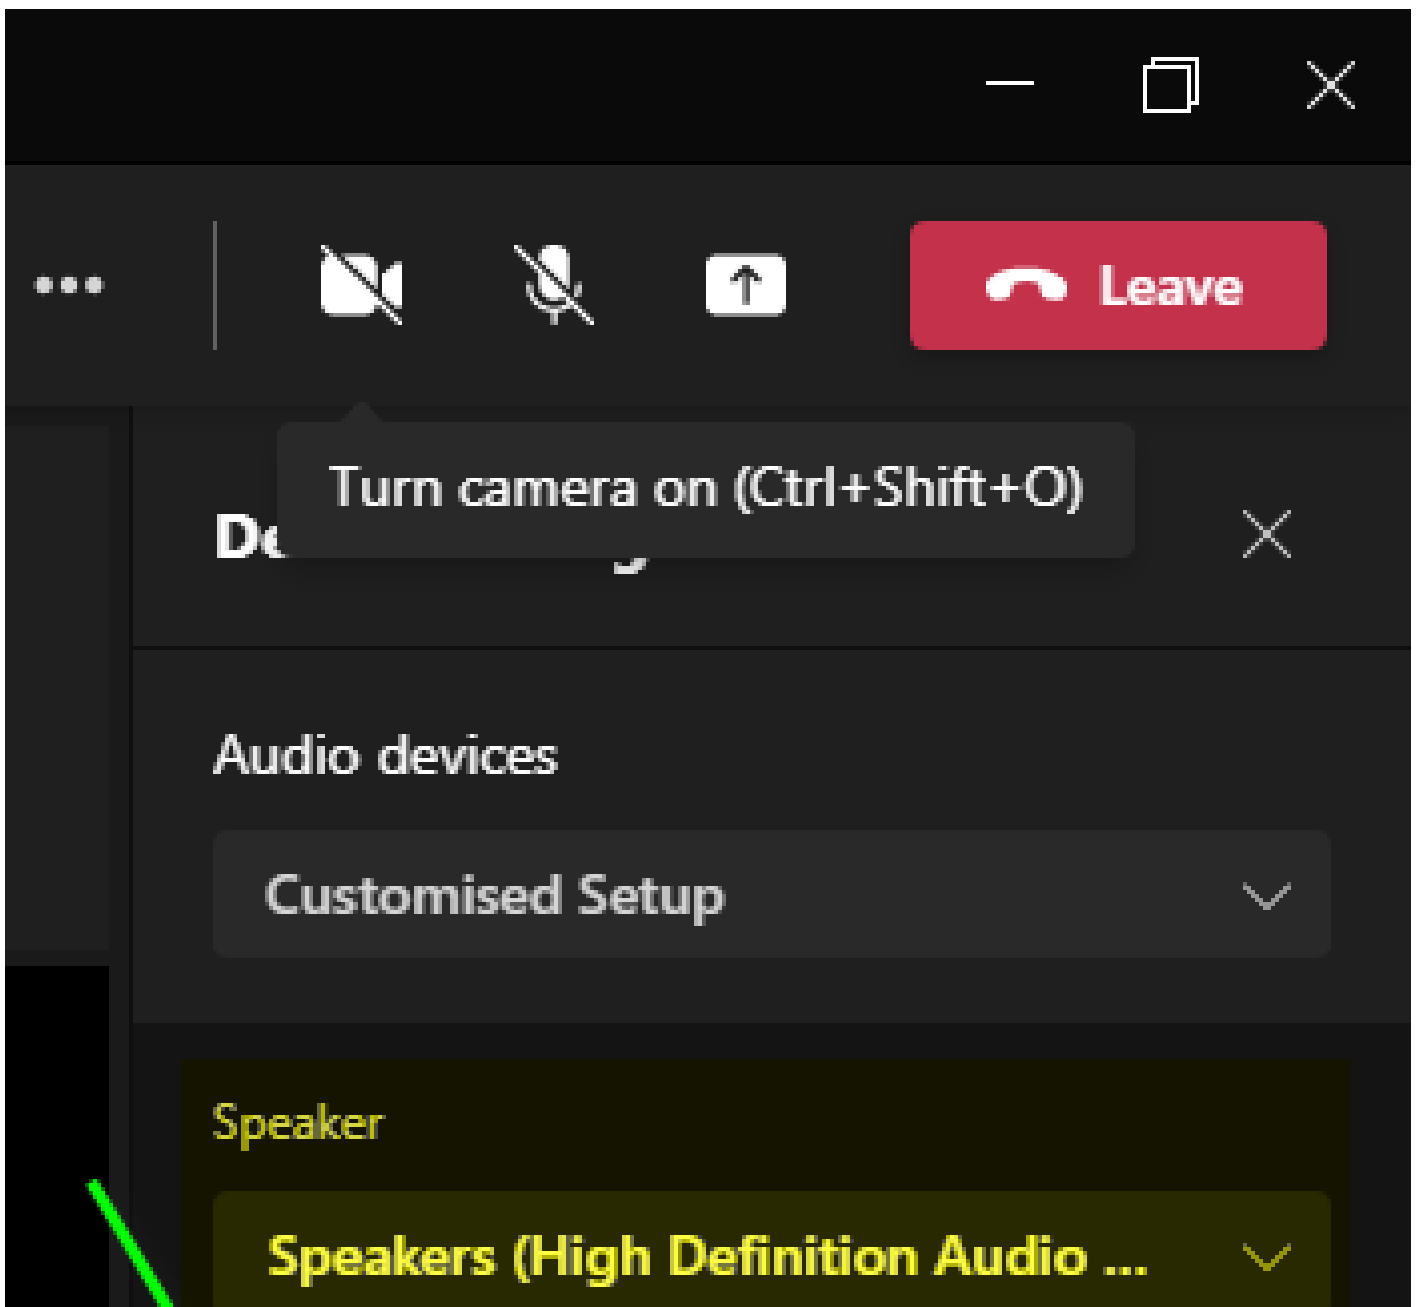 Leave
Turn camera on (Ctrl+Shift+O)
Audio devices
Customised Setup
Speaker
Speakers (High Definition Audio ...